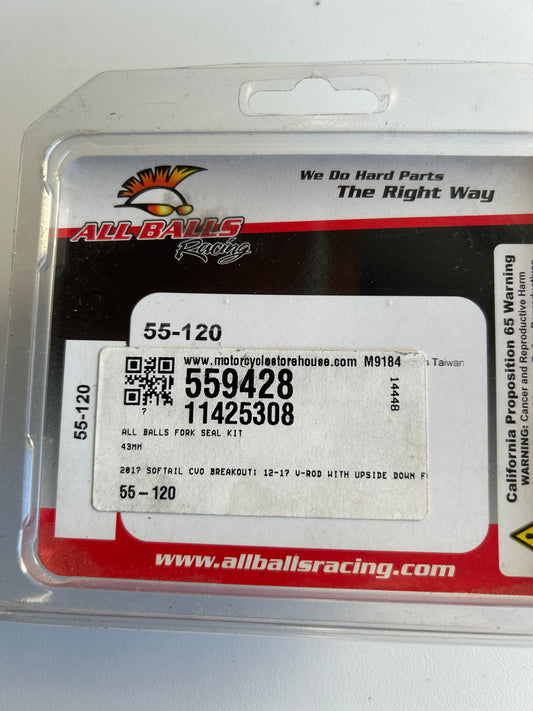 We Do Hard Parts
The Right Way
ALL BALLS
Racing
55-120
Taiwan
www.motorcyclestorehouse.com M9184
559428
11425308
14448
?
ALL BALLS FORK SEAL KIT
43MM
2017 SOFTAIL CVO BREAKOUT; 12-17 V-ROD WITH UPSIDE DOWN F
55-120
55-120
www.allballsracing.com
California Proposition 65 Warning
WARNING: Cancer and Reproductive Harm